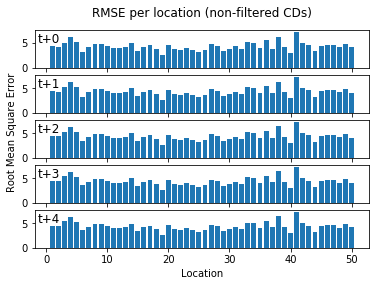 RMSE per location (non-filtered CDs)
5
t+0
0
5
t+1
0
5
t+2
0
5
t+3
0
5
t+4
0
0 10 20 30 40 50
Location
Root Mean Square Error